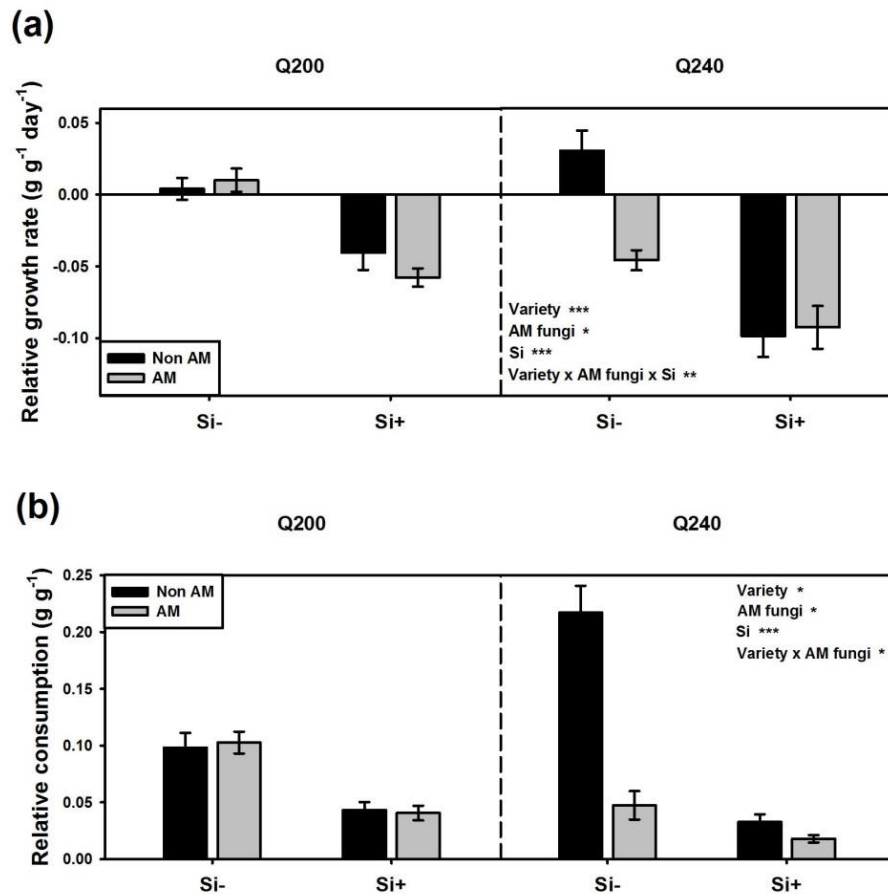 (a)
Q200 Q240
Relative growth rate (g g⁻¹ day⁻¹)
0.05
0.00
-0.05
-0.10
Non AM
AM
Variety ***
AM fungi *
Si ***
Variety x AM fungi x Si **
Si- Si+ Si- Si+
(b)
Q200 Q240
Relative consumption (g g⁻¹)
0.25
0.20
0.15
0.10
0.05
0.00
Non AM
AM
Variety *
AM fungi *
Si ***
Variety x AM fungi *
Si- Si+ Si- Si+